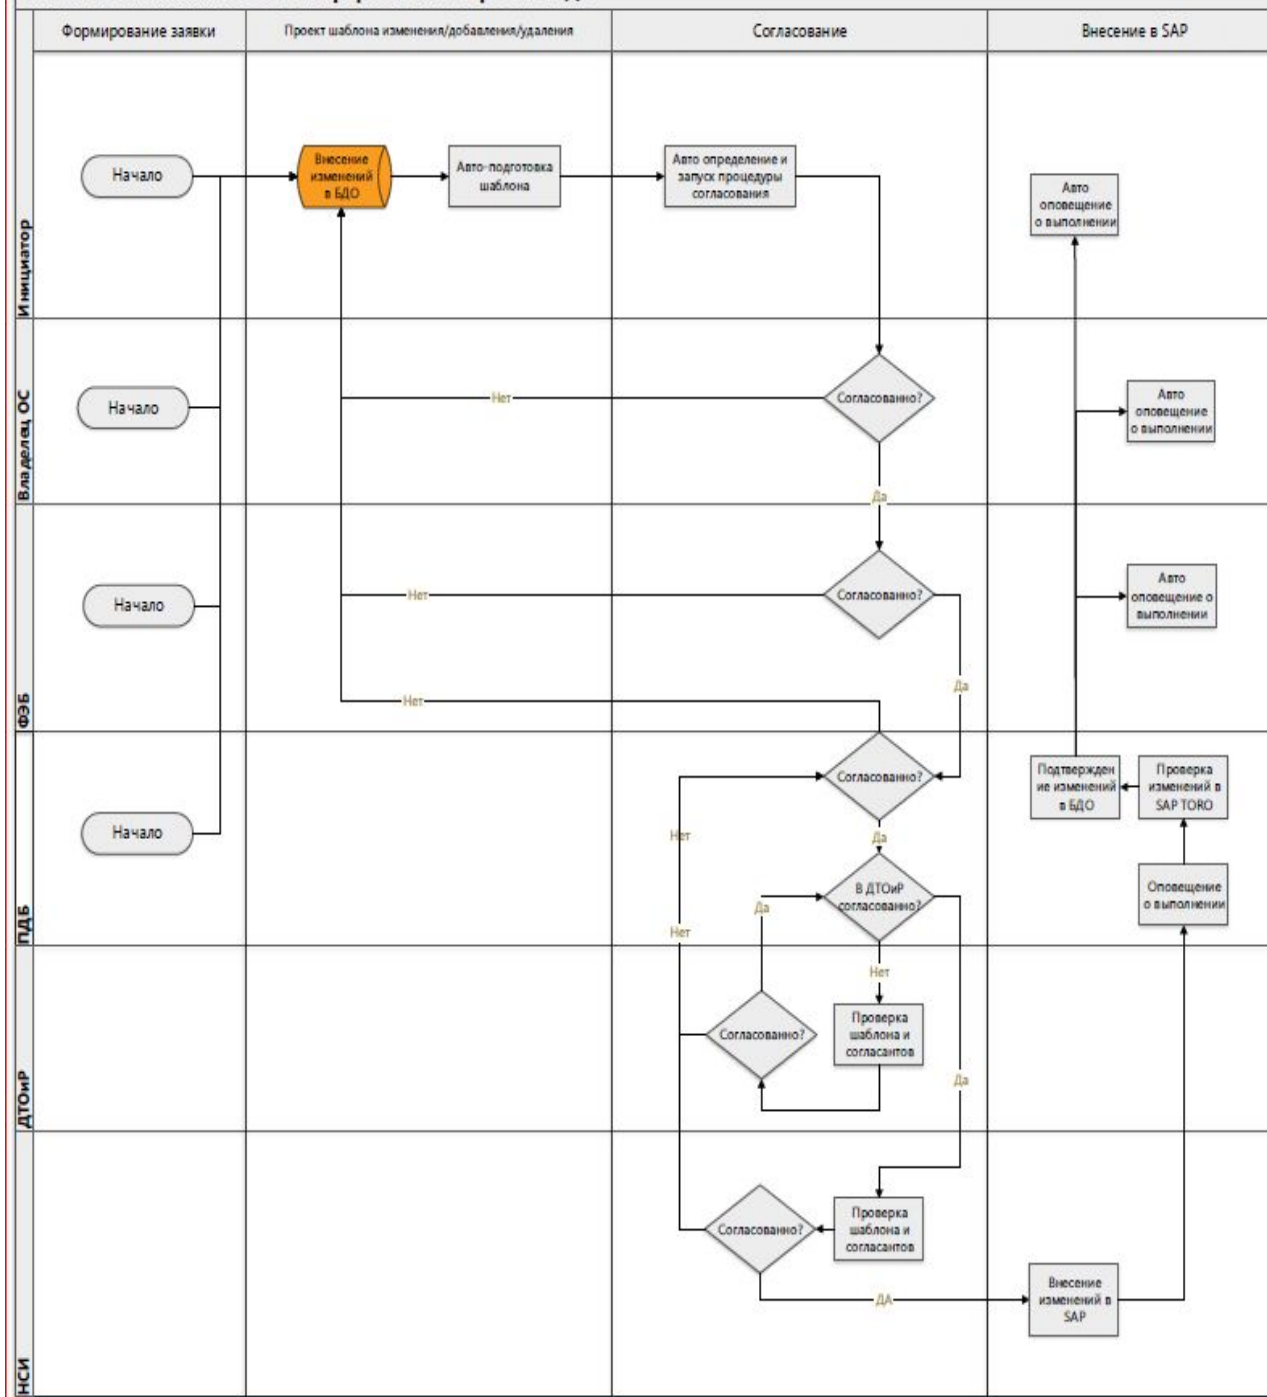 Формирование заявки
Проект шаблона изменения/добавления/удаления
Согласование
Внесение в SAP
Инициатор
Начало
Внесение
изменений
в БДО
Авто-подготовка
шаблона
Авто определение и
запуск процедуры
согласования
Авто
оповещение
о выполнении
Владелец ОС
Начало
Нет
Согласованно?
Авто
оповещение
о выполнении
Да
ФЭБ
Начало
Нет
Согласованно?
Авто
оповещение о
выполнении
Да
Нет
ПДБ
Начало
Согласованно?
Подтвержден
ие изменений
в БДО
Проверка
изменений в
SAP TORO
Нет
Да
В ДТОиР
согласованно?
Оповещение
о выполнении
Да
Нет
ДТОиР
Нет
Согласованно?
Проверка
шаблона и
согласантов
Да
НСИ
Согласованно?
Проверка
шаблона и
согласантов
ДА
Внесение
изменений в
SAP